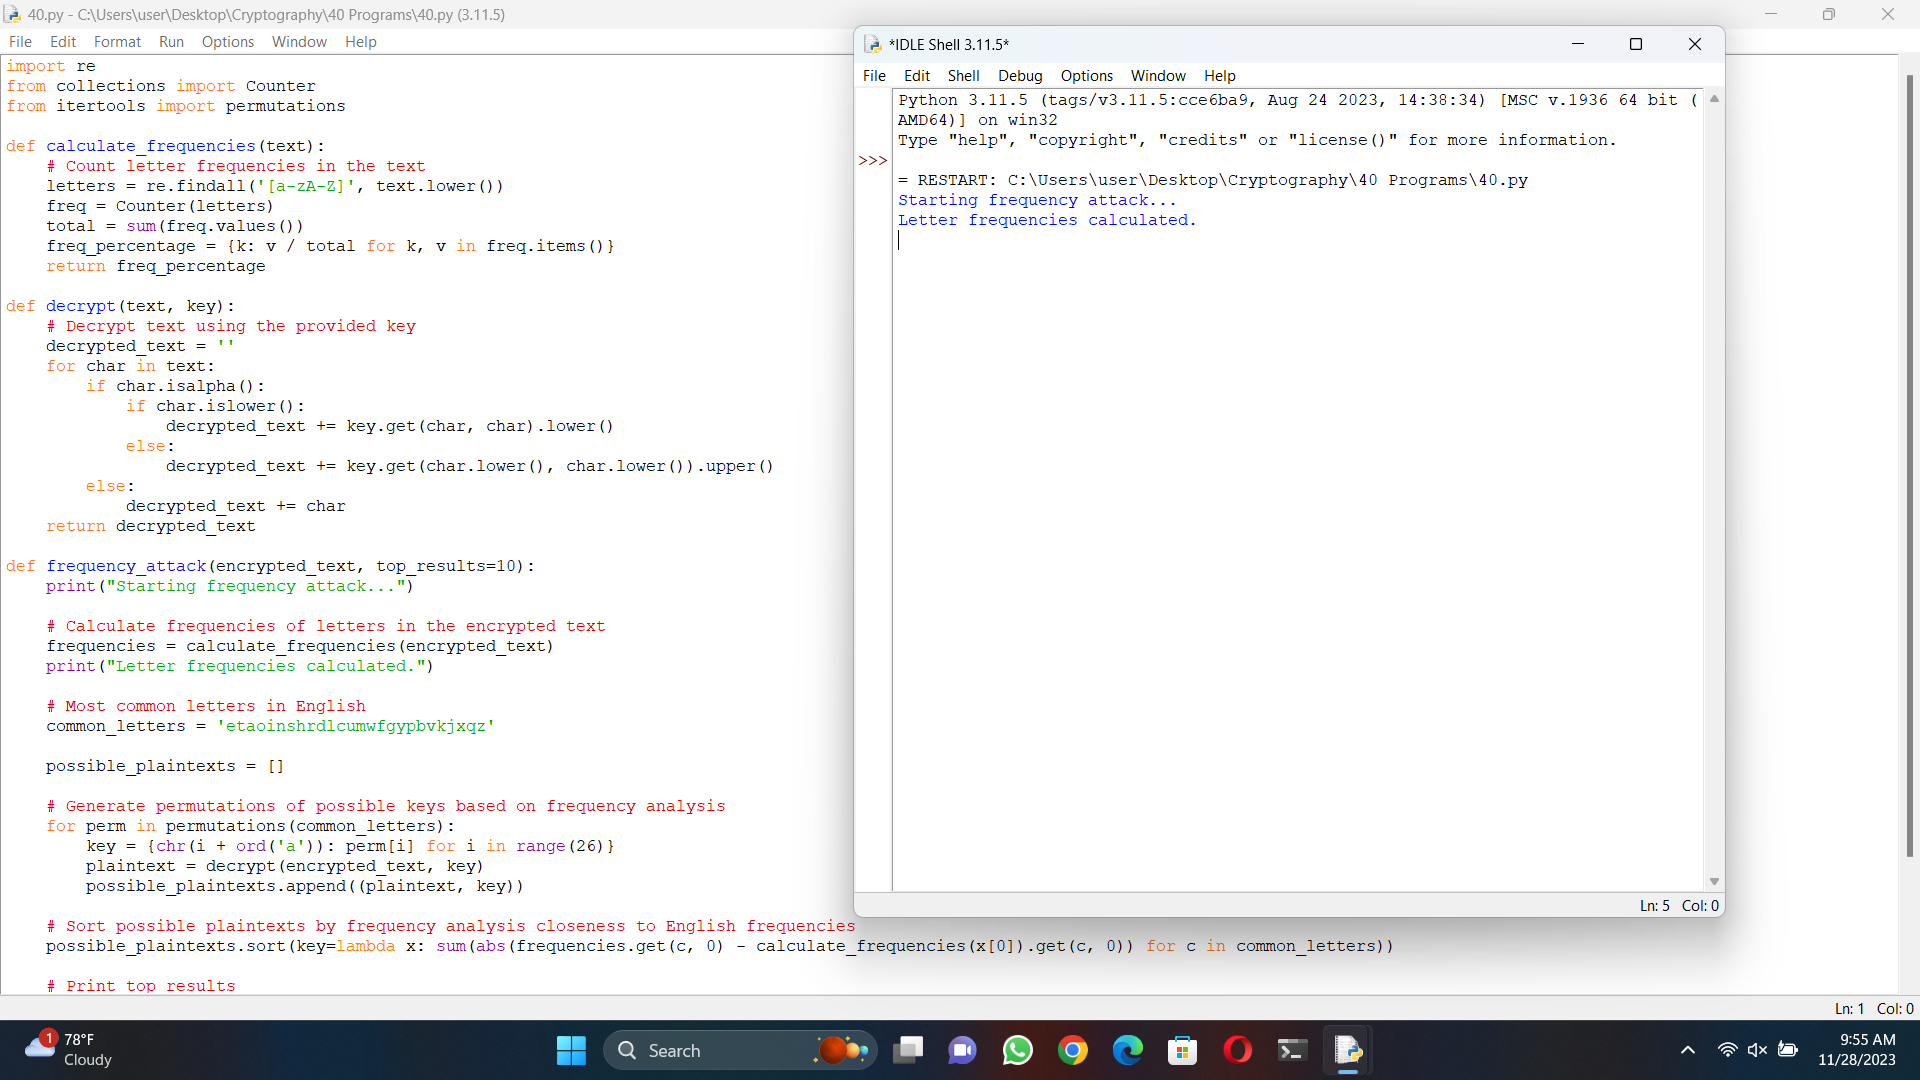 40.py - C:\Users\user\Desktop\Cryptography\40 Programs\40.py (3.11.5)
File Edit Format Run Options Window Help
import re
from collections import Counter
from itertools import permutations
def calculate_frequencies(text):
    # Count letter frequencies in the text
    letters = re.findall('[a-zA-Z]', text.lower())
    freq = Counter(letters)
    total = sum(freq.values())
    freq_percentage = {k: v / total for k, v in freq.items()}
    return freq_percentage
def decrypt(text, key):
    # Decrypt text using the provided key
    decrypted_text = ''
    for char in text:
        if char.isalpha():
            if char.islower():
                decrypted_text += key.get(char, char).lower()
            else:
                decrypted_text += key.get(char.lower(), char.lower()).upper()
        else:
            decrypted_text += char
    return decrypted_text
def frequency_attack(encrypted_text, top_results=10):
    print("Starting frequency attack...")
    # Calculate frequencies of letters in the encrypted text
    frequencies = calculate_frequencies(encrypted_text)
    print("Letter frequencies calculated.")
    # Most common letters in English
    common_letters = 'etaoinshrdlcumwfgypbvkjxqz'
    possible_plaintexts = []
    # Generate permutations of possible keys based on frequency analysis
    for perm in permutations(common_letters):
        key = {chr(i + ord('a')): perm[i] for i in range(26)}
        plaintext = decrypt(encrypted_text, key)
        possible_plaintexts.append((plaintext, key))
    # Sort possible plaintexts by frequency analysis closeness to English frequencies
    possible_plaintexts.sort(key=lambda x: sum(abs(frequencies.get(c, 0) - calculate_frequencies(x[0]).get(c, 0)) for c in common_letters))
    # Print top results
Ln: 1 Col: 0
*IDLE Shell 3.11.5*
File Edit Shell Debug Options Window Help
Python 3.11.5 (tags/v3.11.5:cce6ba9, Aug 24 2023, 14:38:34) [MSC v.1936 64 bit (
AMD64)] on win32
Type "help", "copyright", "credits" or "license()" for more information.
>>>
= RESTART: C:\Users\user\Desktop\Cryptography\40 Programs\40.py
Starting frequency attack...
Letter frequencies calculated.
Ln: 5 Col: 0
1
78°F
Cloudy
Search
9:55 AM
11/28/2023